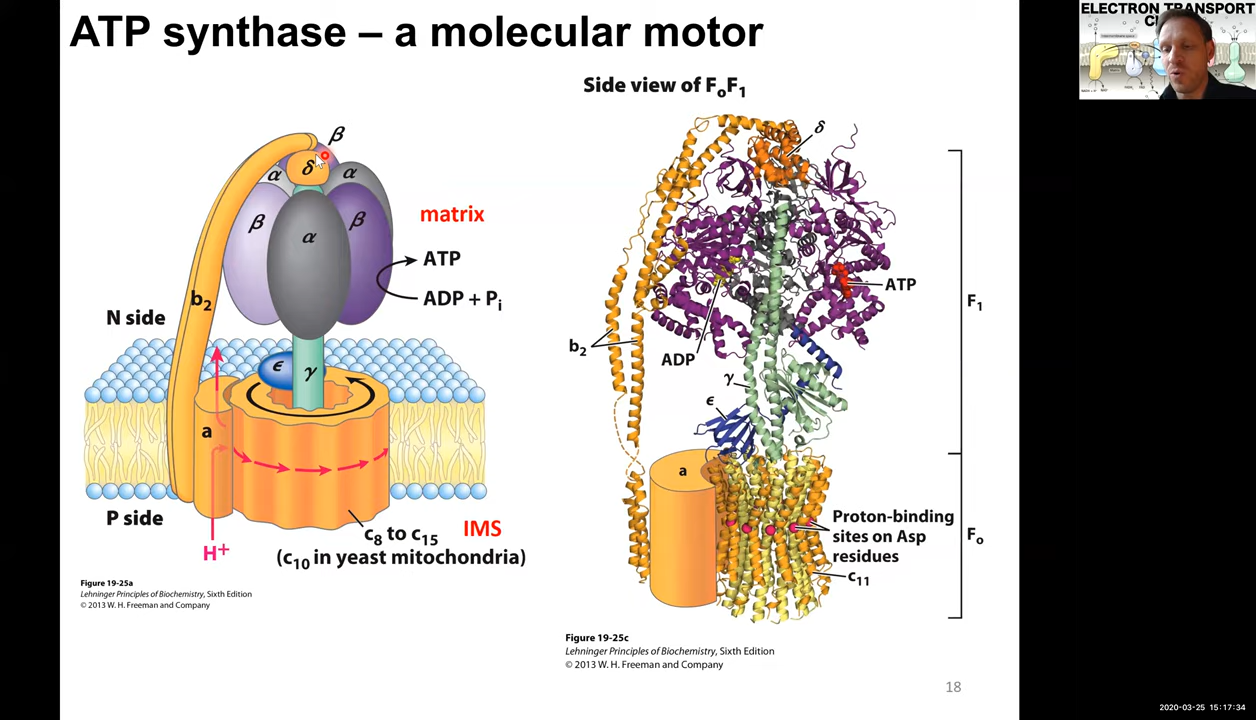 ATP synthase – a molecular motor
β
δ
α
α
β
β
α
matrix
ATP
ADP + Pi
b2
N side
ϵ
γ
a
P side
H+
c8 to c15
IMS
(c10 in yeast mitochondria)
Figure 19-25a
Lehninger Principles of Biochemistry, Sixth Edition
© 2013 W. H. Freeman and Company
Side view of FoF1
δ
ATP
F1
b2
ADP
γ
ϵ
a
Proton-binding
sites on Asp
residues
Fo
c11
Figure 19-25c
Lehninger Principles of Biochemistry, Sixth Edition
© 2013 W. H. Freeman and Company
18
ELECTRON TRANSPORT
2020-03-25 15:17:34